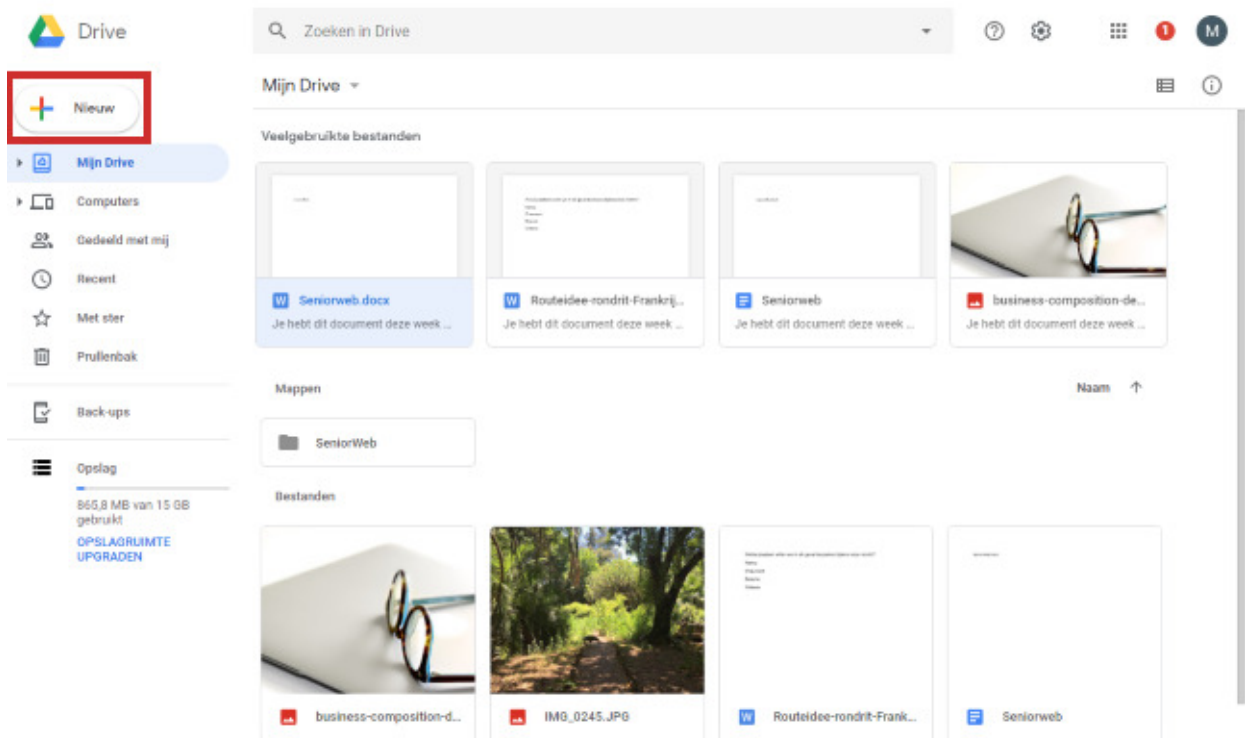 Drive
Zoeken in Drive
1
M
Nieuw
Mijn Drive
Mijn Drive
Computers
Gedeeld met mij
Recent
Met ster
Prullenbak
Back-ups
Opslag
865,8 MB van 15 GB
gebruikt
OPSLAGRUIMTE
UPGRADEN
Veelgebruikte bestanden
W Seniorweb.docx
Je hebt dit document deze week ...
W Routeidee-rondrit-Frankrij...
Je hebt dit document deze week ...
Seniorweb
Je hebt dit document deze week ...
business-composition-de...
Je hebt dit document deze week ...
Mappen
Naam
SeniorWeb
Bestanden
business-composition-d...
IMG_0245.JPG
W Routeidee-rondrit-Frank...
Seniorweb